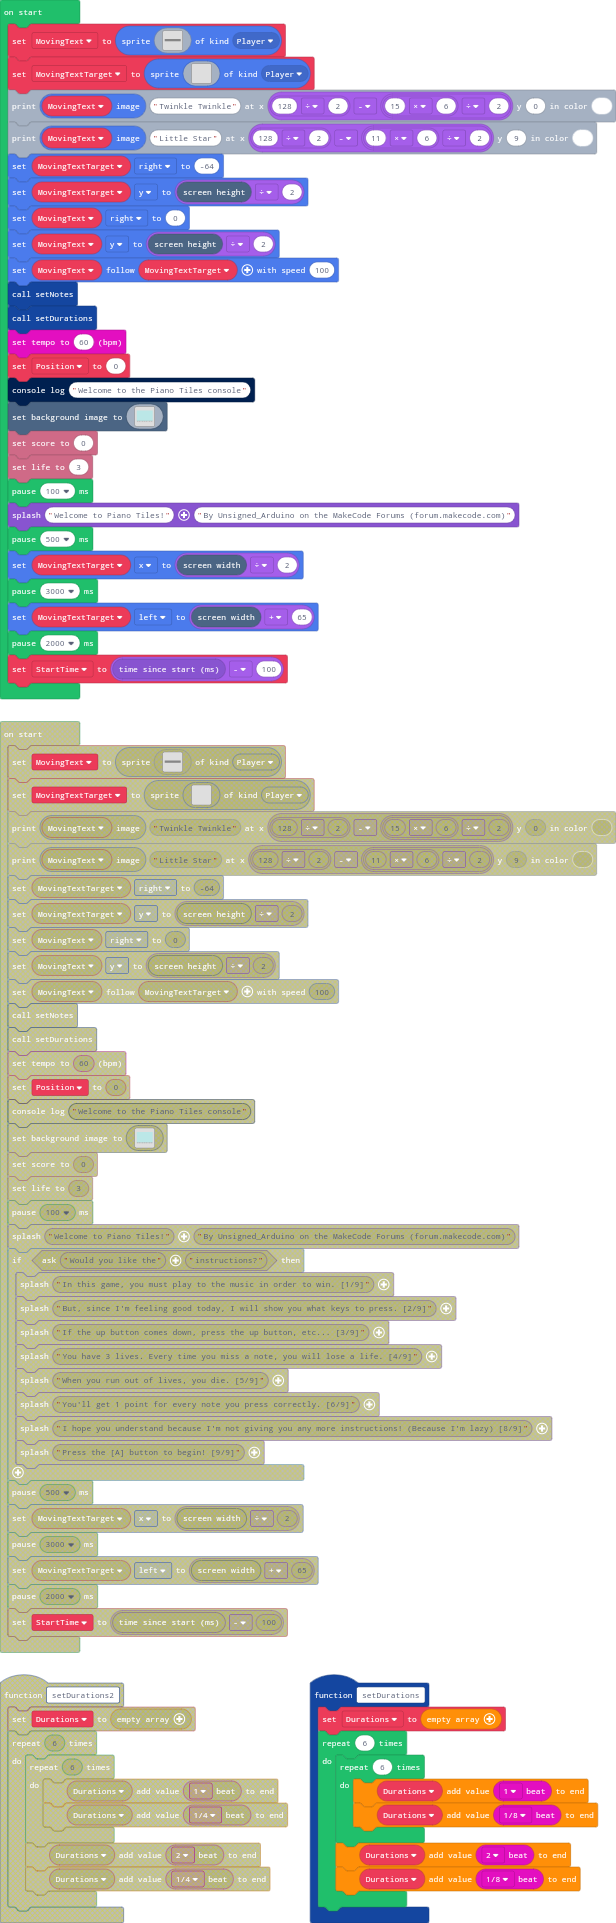 on start
set MovingText to sprite of kind Player
set MovingTextTarget to sprite of kind Player
print MovingText image "Twinkle Twinkle" at x 128 ÷ 2 - 15 × 6 ÷ 2 y 0 in color
print MovingText image "Little Star" at x 128 ÷ 2 - 11 × 6 ÷ 2 y 9 in color
set MovingTextTarget right to -64
set MovingTextTarget y to screen height ÷ 2
set MovingText right to 0
set MovingText y to screen height ÷ 2
set MovingText follow MovingTextTarget with speed 100
call setNotes
call setDurations
set tempo to 60 (bpm)
set Position to 0
console log "Welcome to the Piano Tiles console"
set background image to
set score to 0
set life to 3
pause 100 ms
splash "Welcome to Piano Tiles!" "By Unsigned_Arduino on the MakeCode Forums (forum.makecode.com)"
pause 500 ms
set MovingTextTarget x to screen width ÷ 2
pause 3000 ms
set MovingTextTarget left to screen width + 65
pause 2000 ms
set StartTime to time since start (ms) - 100
on start
set MovingText to sprite of kind Player
set MovingTextTarget to sprite of kind Player
print MovingText image "Twinkle Twinkle" at x 128 ÷ 2 - 15 × 6 ÷ 2 y 0 in color
print MovingText image "Little Star" at x 128 ÷ 2 - 11 × 6 ÷ 2 y 9 in color
set MovingTextTarget right to -64
set MovingTextTarget y to screen height ÷ 2
set MovingText right to 0
set MovingText y to screen height ÷ 2
set MovingText follow MovingTextTarget with speed 100
call setNotes
call setDurations
set tempo to 60 (bpm)
set Position to 0
console log "Welcome to the Piano Tiles console"
set background image to
set score to 0
set life to 3
pause 100 ms
splash "Welcome to Piano Tiles!" "By Unsigned_Arduino on the MakeCode Forums (forum.makecode.com)"
if ask "Would you like the" "instructions?" then
splash "In this game, you must play to the music in order to win. [1/9]"
splash "But, since I'm feeling good today, I will show you what keys to press. [2/9]"
splash "If the up button comes down, press the up button, etc... [3/9]"
splash "You have 3 lives. Every time you miss a note, you will lose a life. [4/9]"
splash "When you run out of lives, you die. [5/9]"
splash "You'll get 1 point for every note you press correctly. [6/9]"
splash "I hope you understand because I'm not giving you any more instructions! (Because I'm lazy) [8/9]"
splash "Press the [A] button to begin! [9/9]"
pause 500 ms
set MovingTextTarget x to screen width ÷ 2
pause 3000 ms
set MovingTextTarget left to screen width + 65
pause 2000 ms
set StartTime to time since start (ms) - 100
function setDurations2
set Durations to empty array
repeat 6 times
do repeat 6 times
do Durations add value 1 beat to end
Durations add value 1/4 beat to end
Durations add value 2 beat to end
Durations add value 1/4 beat to end
function setDurations
set Durations to empty array
repeat 6 times
do repeat 6 times
do Durations add value 1 beat to end
Durations add value 1/8 beat to end
Durations add value 2 beat to end
Durations add value 1/8 beat to end